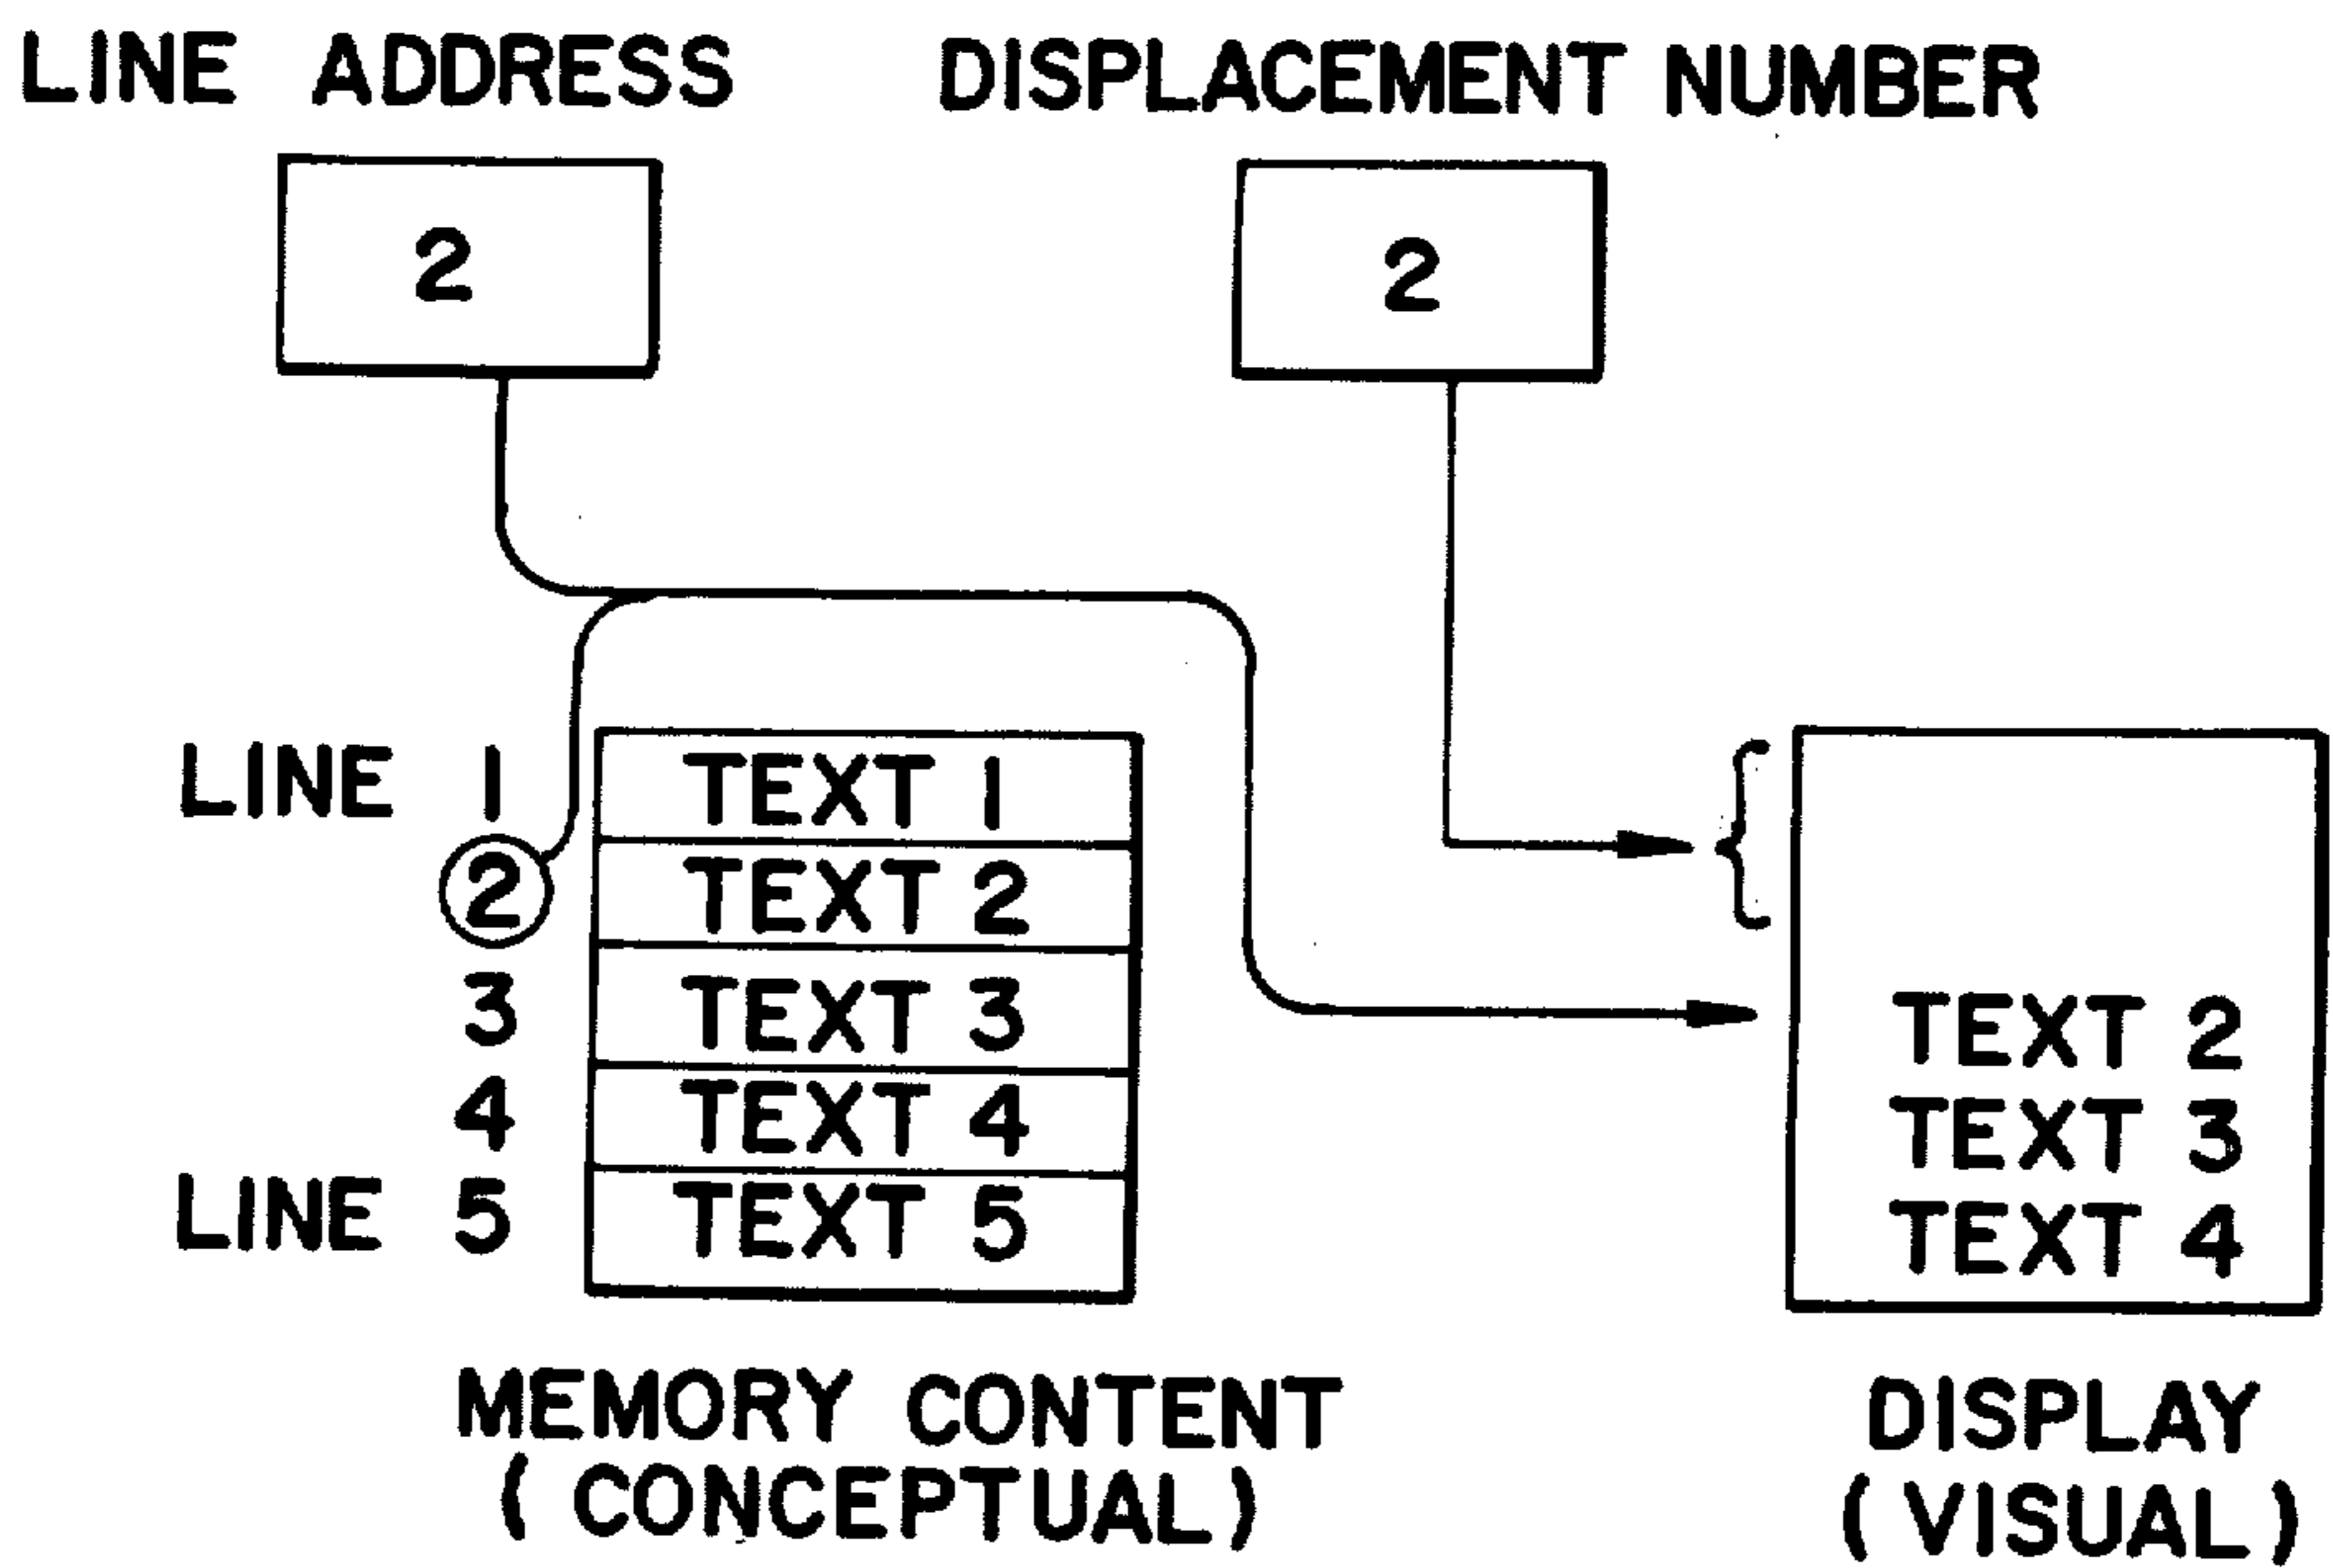 LINE ADDRESS
DISPLACEMENT NUMBER
2
2
LINE 1 TEXT 1
2 TEXT 2
3 TEXT 3
4 TEXT 4
LINE 5 TEXT 5
TEXT 2
TEXT 3
TEXT 4
MEMORY CONTENT
(CONCEPTUAL)
DISPLAY
(VISUAL)